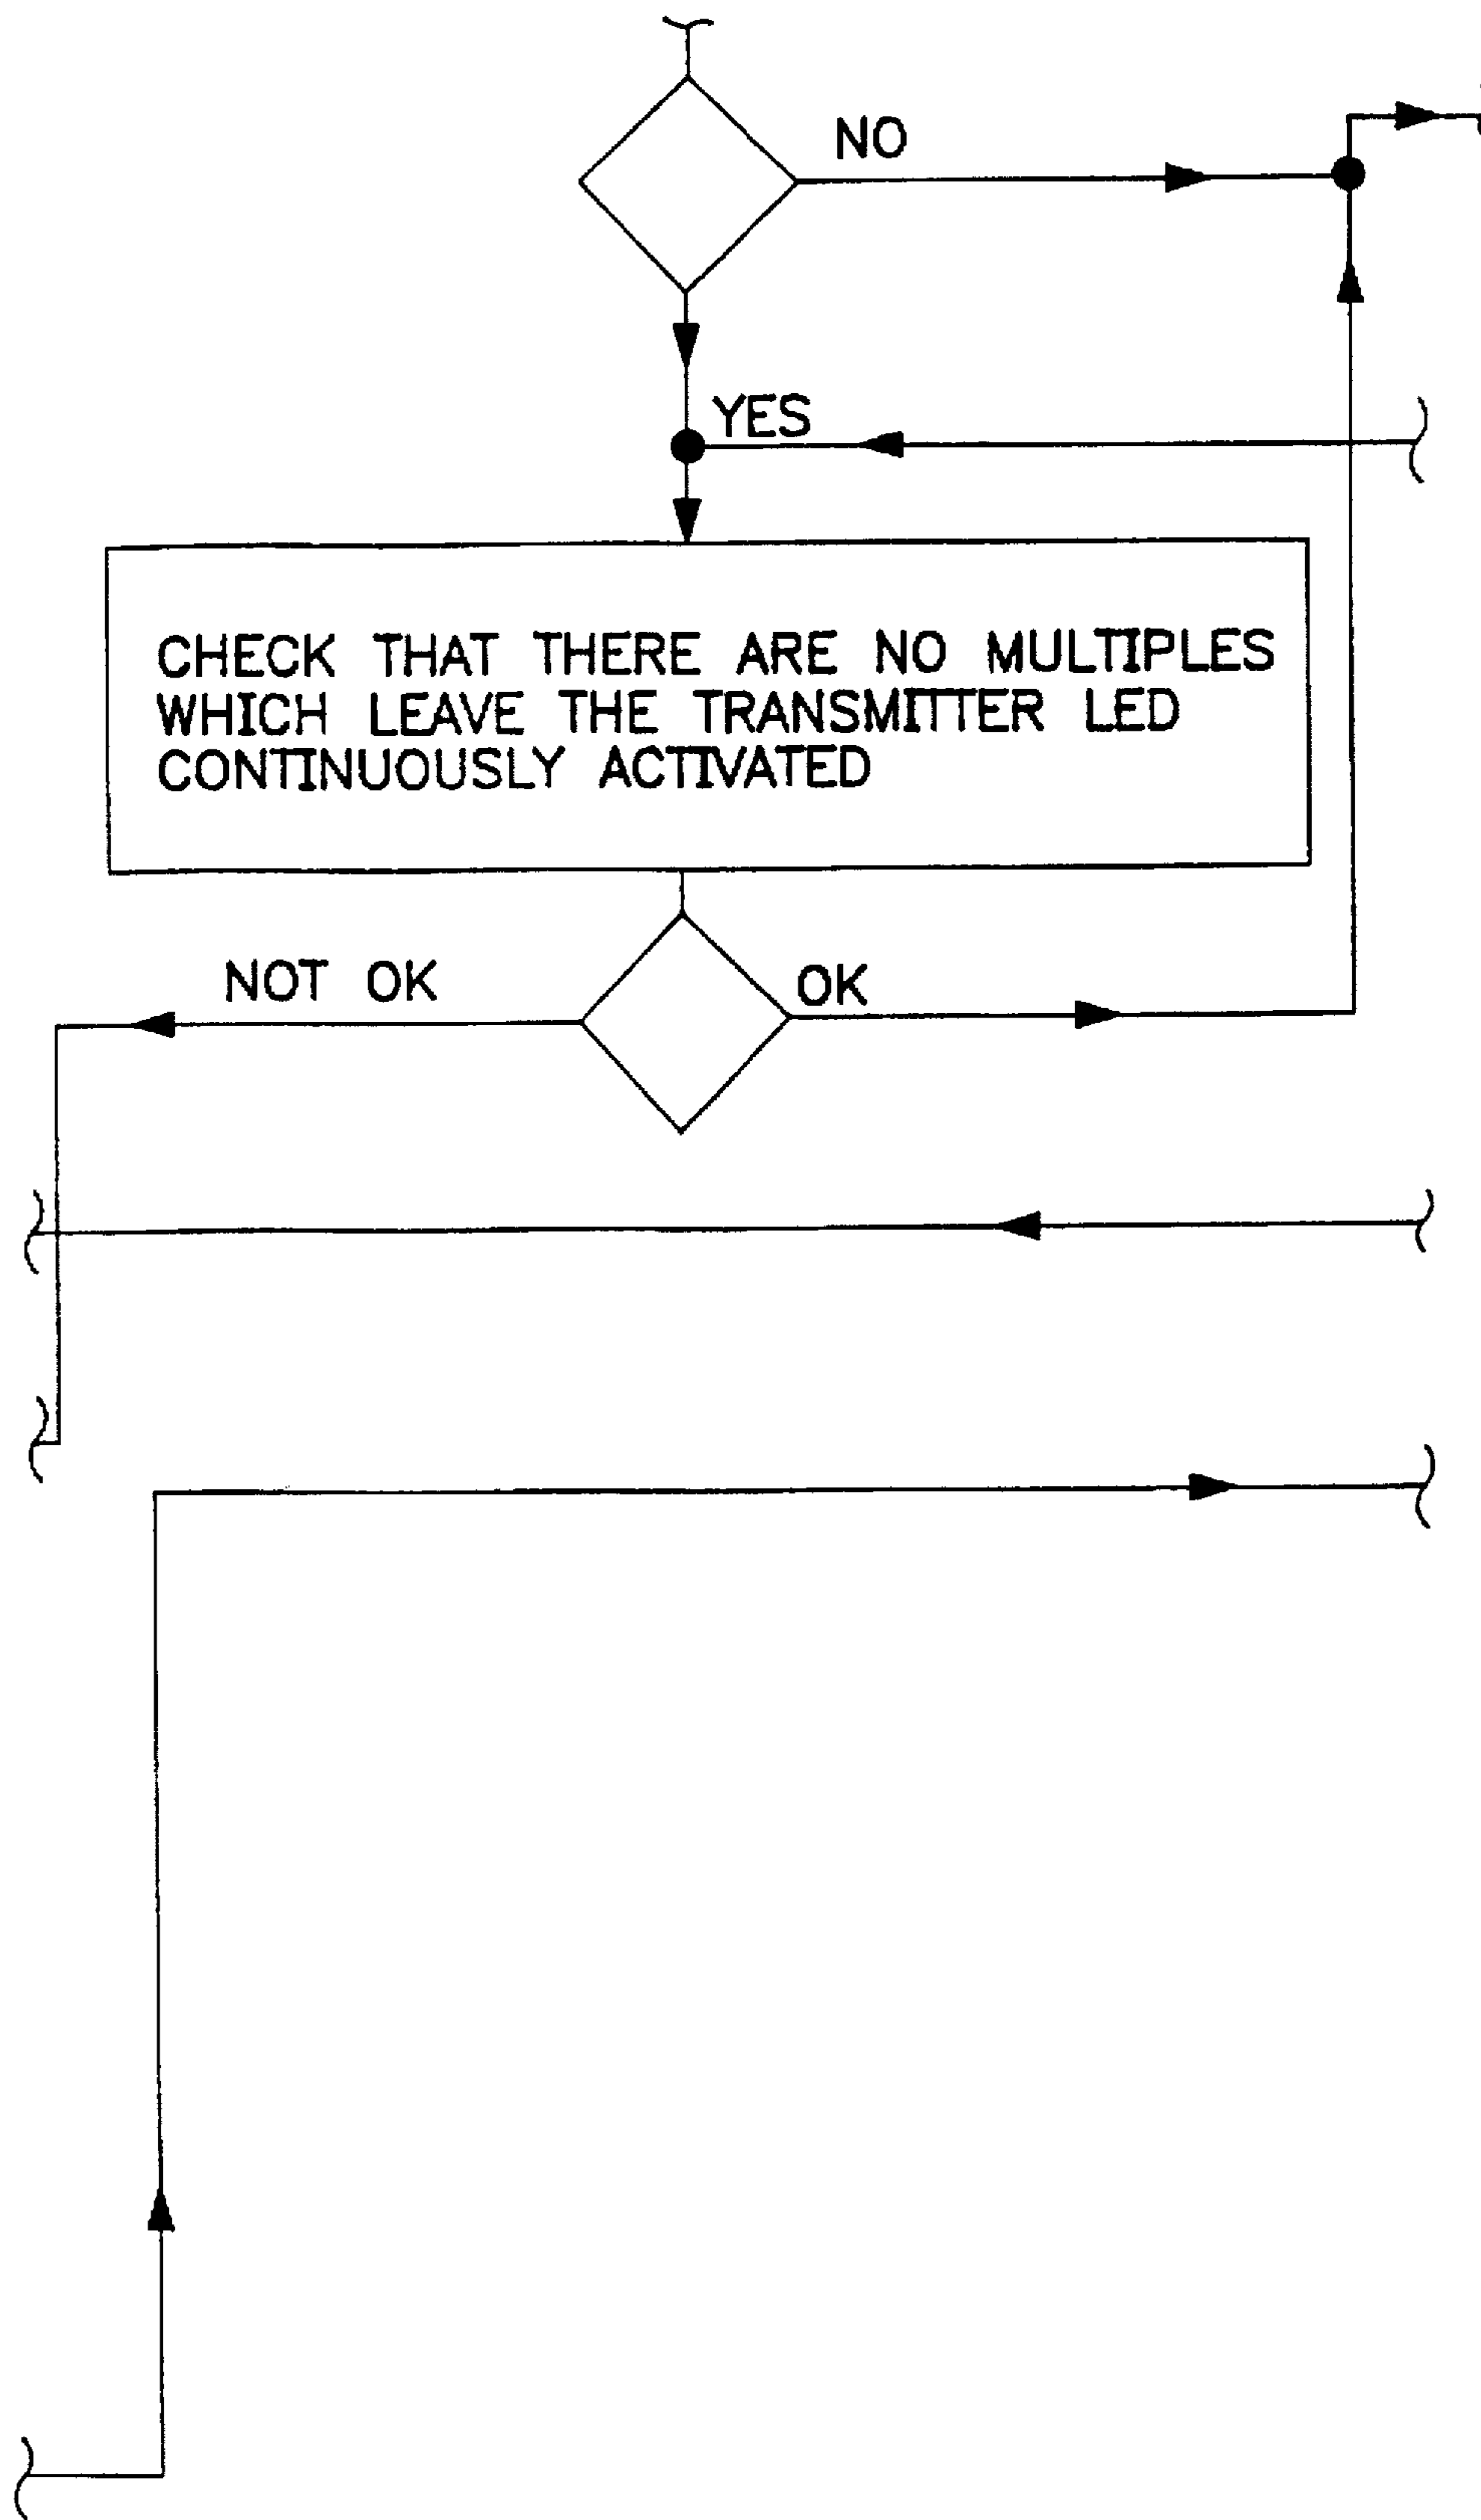 NO
YES
CHECK THAT THERE ARE NO MULTIPLES
WHICH LEAVE THE TRANSMITTER LED
CONTINUOUSLY ACTIVATED
NOT OK
OK